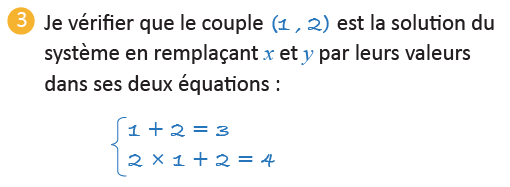 3 Je vérifier que le couple (1 , 2) est la solution du
système en remplaçant x et y par leurs valeurs
dans ses deux équations :
1 + 2 = 3
2 × 1 + 2 = 4